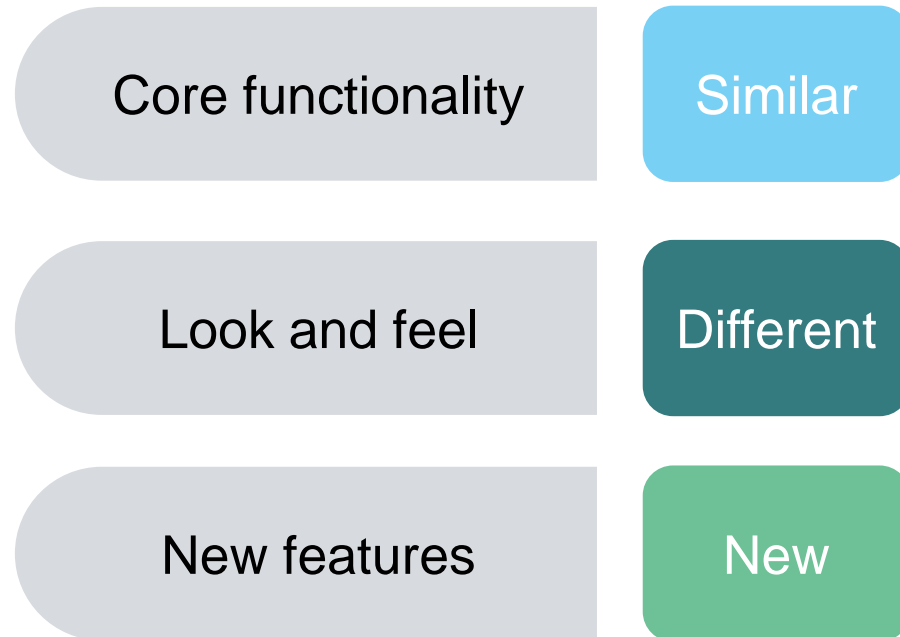 Core functionality
Similar
Look and feel
Different
New features
New